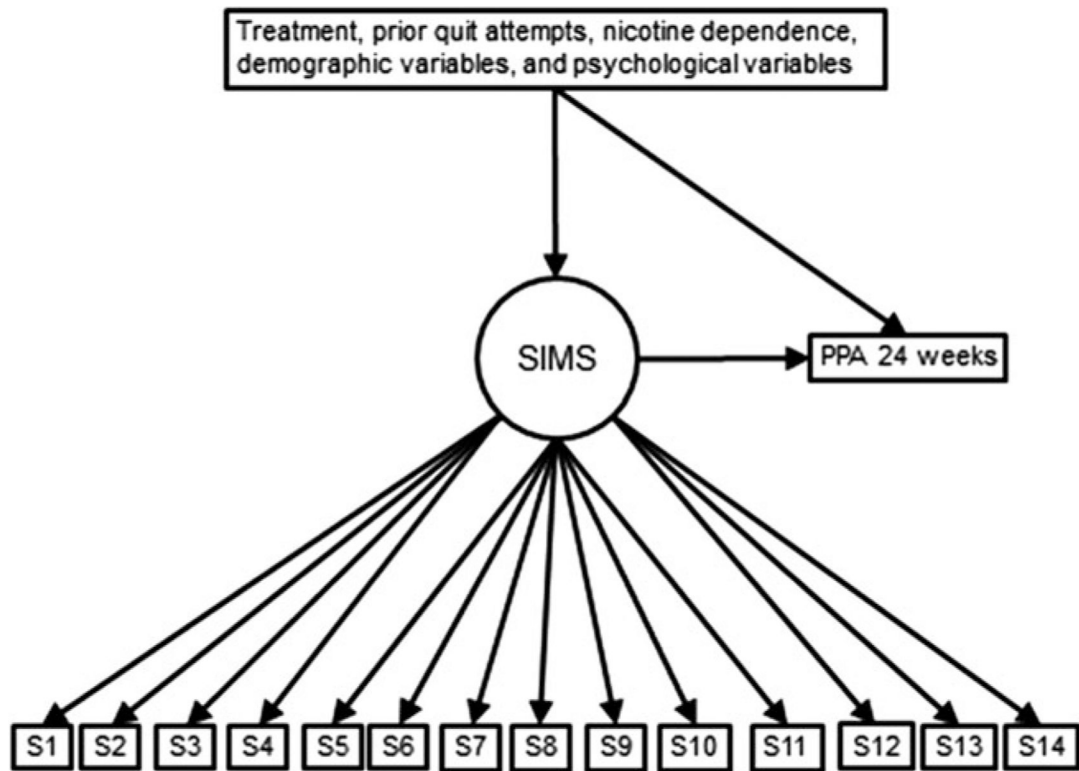 Treatment, prior quit attempts, nicotine dependence,
demographic variables, and psychological variables
SIMS
PPA 24 weeks
S1 S2 S3 S4 S5 S6 S7 S8 S9 S10 S11 S12 S13 S14